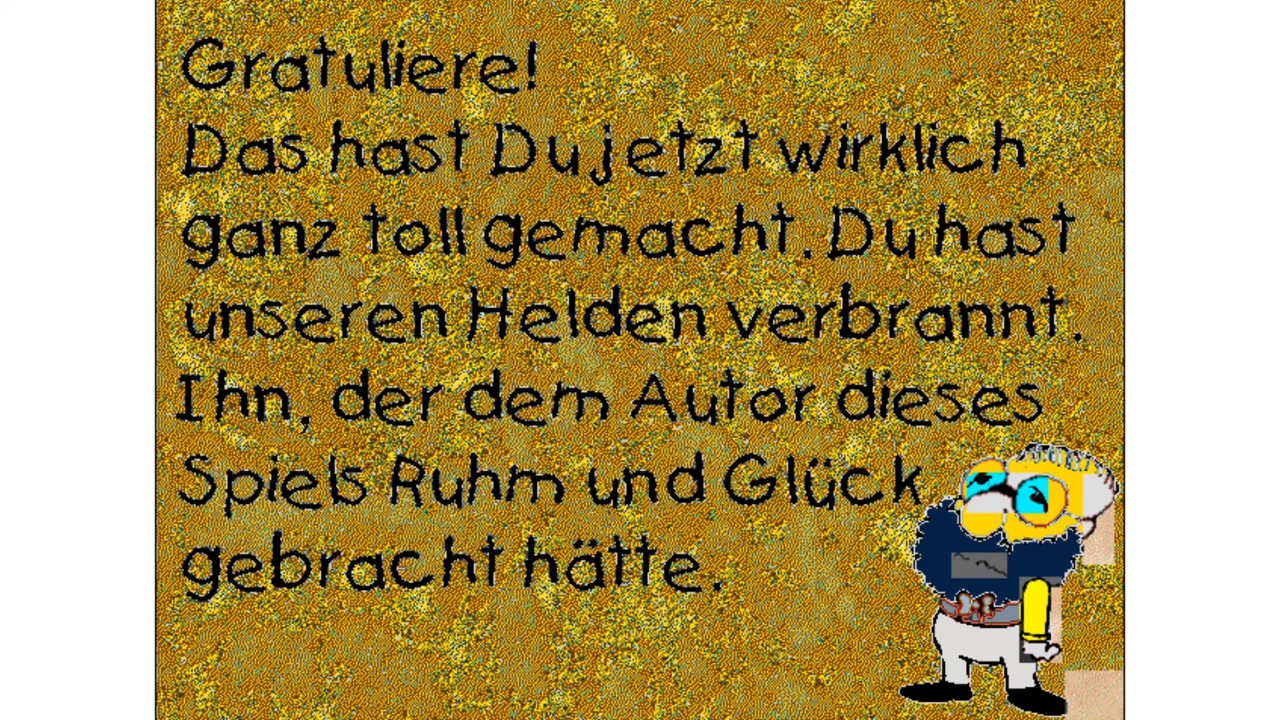 Gratuliere!
Das hast Du jetzt wirklich
ganz toll gemacht. Du hast
unseren Helden verbrannt.
Ihn, der dem Autor dieses
Spiels Ruhm und Glück
gebracht hätte.